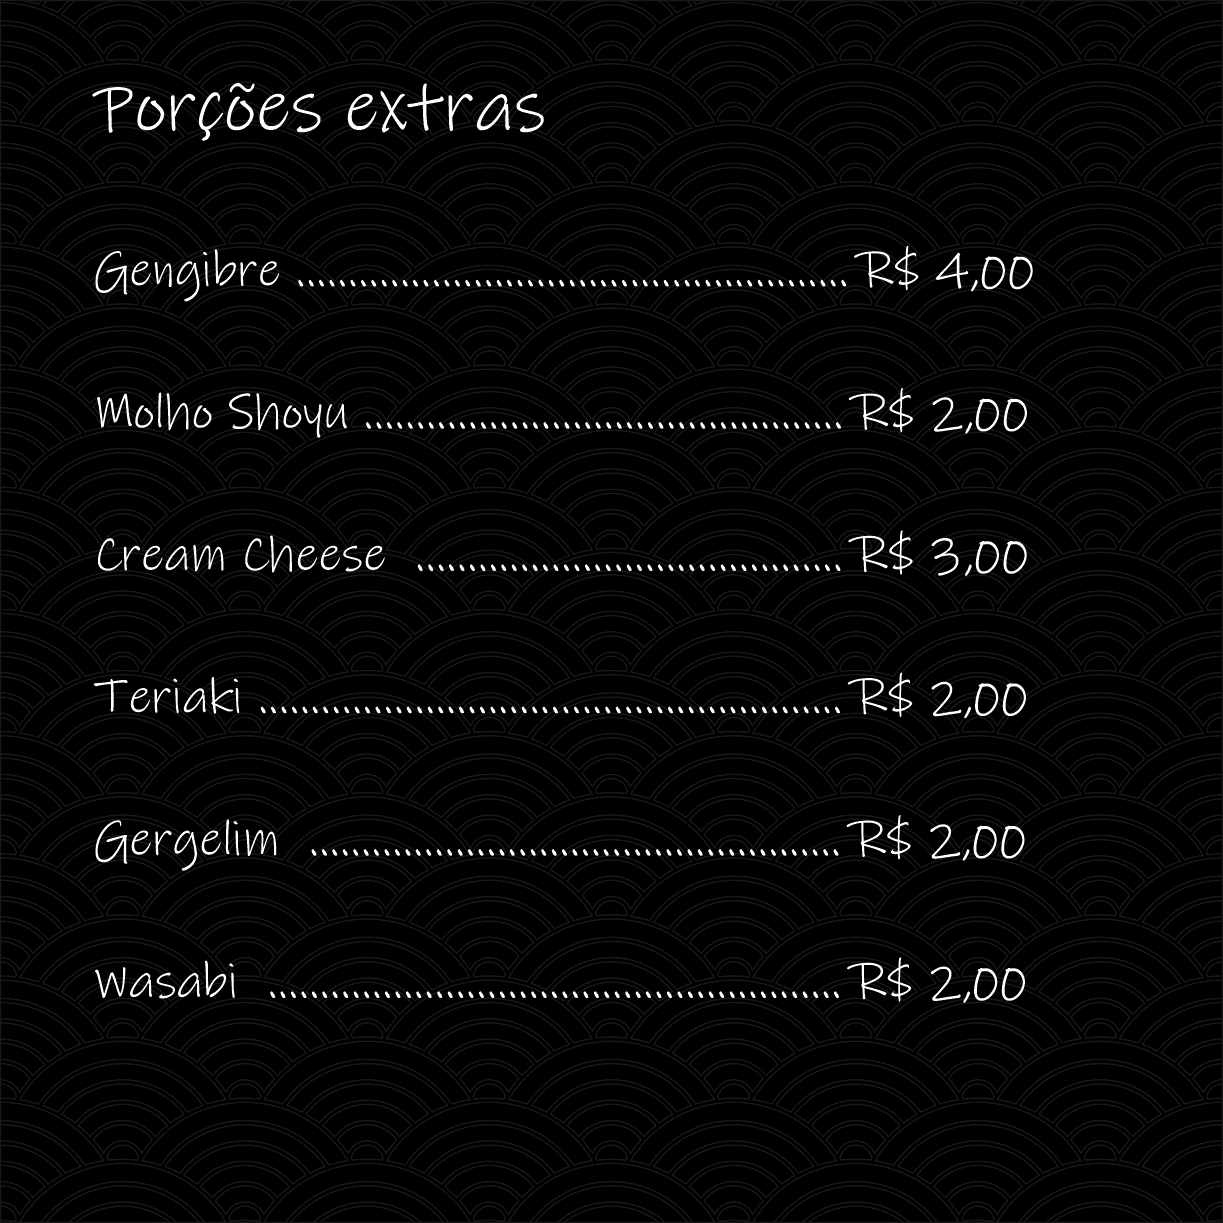 Porções extras
Gengibre ..................................................... R$ 4,00
Molho Shoyu .............................................. R$ 2,00
Cream Cheese ......................................... R$ 3,00
Teriaki ........................................................ R$ 2,00
Gergelim ................................................... R$ 2,00
Wasabi ....................................................... R$ 2,00